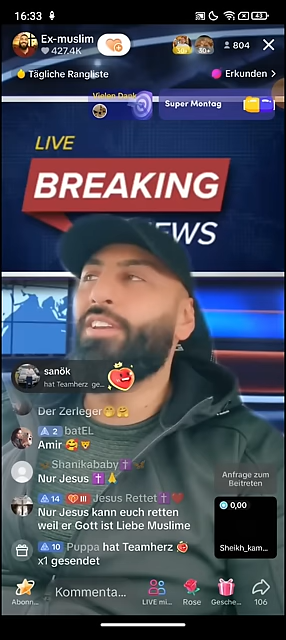 16:33
43
Ex-muslim
427.4K
30+
804
Tägliche Rangliste
Erkunden >
Vielen Dank
Super Montag
LIVE
BREAKING
NEWS
sanök
hat Teamherz ge...
Der Zerleger
2 batEL
Amir
Shanikababy
Nur Jesus
14 III Jesus Rettet
Nur Jesus kann euch retten
weil er Gott ist Liebe Muslime
10 Puppa hat Teamherz
x1 gesendet
Anfrage zum
Beitreten
0,00
Sheikh_kam...
Abonn...
Kommenta...
LIVE mi...
Rose
Gesche...
106